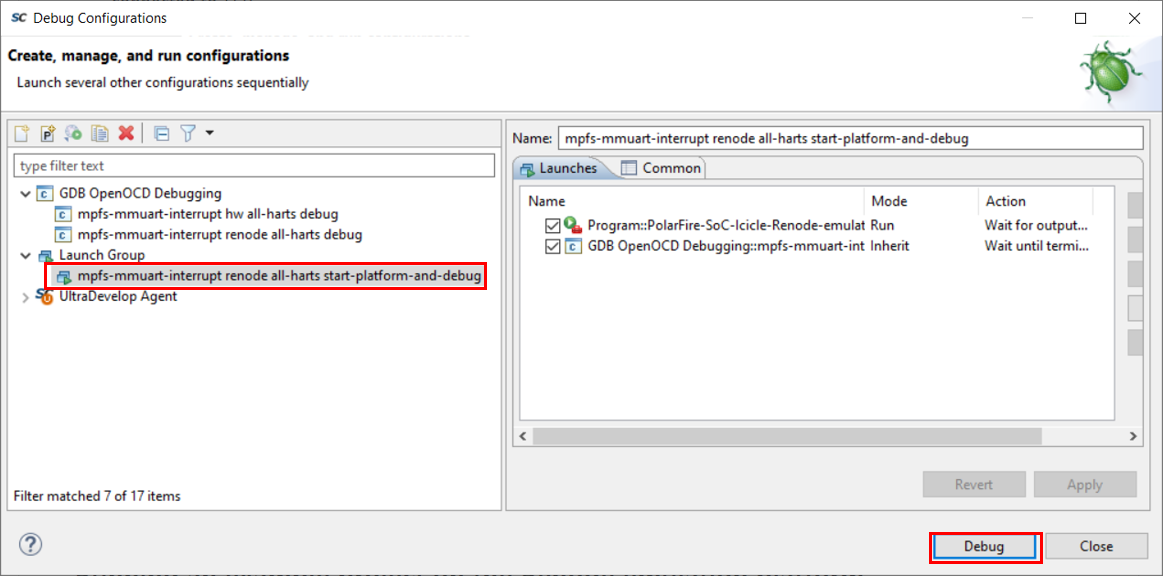 SC Debug Configurations
Create, manage, and run configurations
Launch several other configurations sequentially
type filter text
GDB OpenOCD Debugging
mpfs-mmuart-interrupt hw all-harts debug
mpfs-mmuart-interrupt renode all-harts debug
Launch Group
mpfs-mmuart-interrupt renode all-harts start-platform-and-debug
UltraDevelop Agent
Filter matched 7 of 17 items
Name: mpfs-mmuart-interrupt renode all-harts start-platform-and-debug
Launches Common
Name Mode Action
Program::PolarFire-SoC-Icicle-Renode-emulat Run Wait for output...
GDB OpenOCD Debugging::mpfs-mmuart-int Inherit Wait until termi...
Revert Apply
? Debug Close